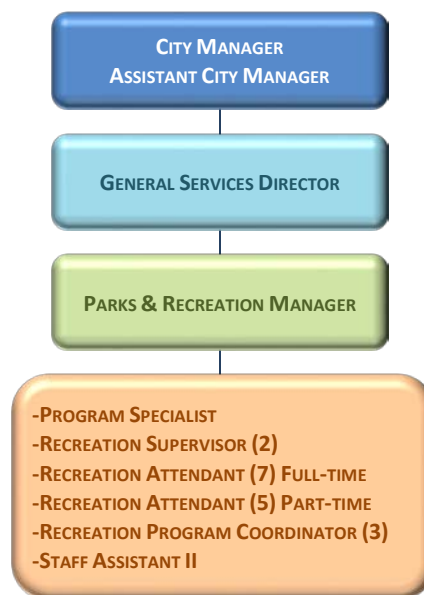 City Manager
Assistant City Manager
General Services Director
Parks & Recreation Manager
-Program Specialist
-Recreation Supervisor (2)
-Recreation Attendant (7) Full-time
-Recreation Attendant (5) Part-time
-Recreation Program Coordinator (3)
-Staff Assistant II